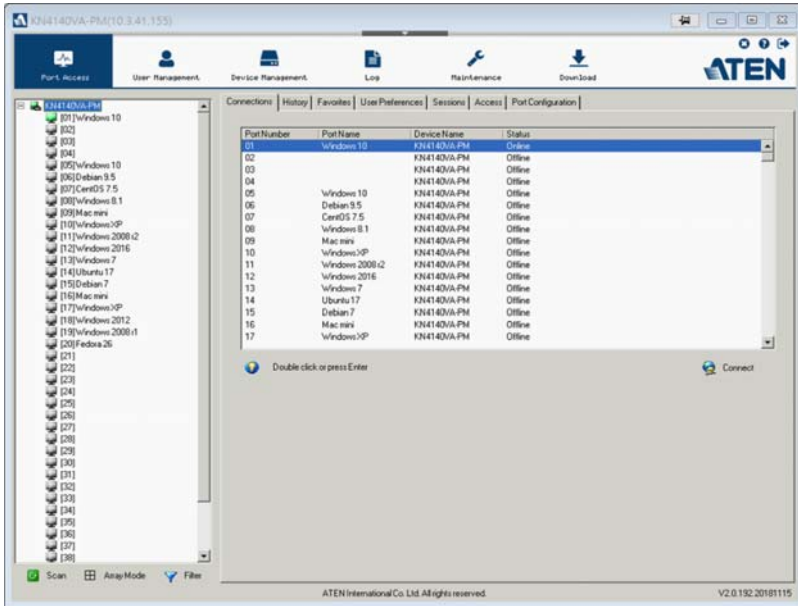 KN4140VA-PM(10.3.41.155)
Port Access
User Management
Device Management
Log
Maintenance
Download
ATEN
KN4140VA-PM
[01]Windows 10
[02]
[03]
[04]
[05]Windows 10
[06]Debian 9.5
[07]CentOS 7.5
[08]Windows 8.1
[09]Mac mini
[10]Windows XP
[11]Windows 2008 r2
[12]Windows 2016
[13]Windows 7
[14]Ubuntu 17
[15]Debian 7
[16]Mac mini
[17]Windows XP
[18]Windows 2012
[19]Windows 2008 r1
[20]Fedora 26
[21]
[22]
[23]
[24]
[25]
[26]
[27]
[28]
[29]
[30]
[31]
[32]
[33]
[34]
[35]
[36]
[37]
[38]
Scan Array Mode Filter
Connections History Favorites User Preferences Sessions Access Port Configuration
Port Number Port Name Device Name Status
01 Windows 10 KN4140VA-PM Online
02 KN4140VA-PM Offline
03 KN4140VA-PM Offline
04 KN4140VA-PM Offline
05 Windows 10 KN4140VA-PM Offline
06 Debian 9.5 KN4140VA-PM Offline
07 CentOS 7.5 KN4140VA-PM Offline
08 Windows 8.1 KN4140VA-PM Offline
09 Mac mini KN4140VA-PM Offline
10 Windows XP KN4140VA-PM Offline
11 Windows 2008 r2 KN4140VA-PM Offline
12 Windows 2016 KN4140VA-PM Offline
13 Windows 7 KN4140VA-PM Offline
14 Ubuntu 17 KN4140VA-PM Offline
15 Debian 7 KN4140VA-PM Offline
16 Mac mini KN4140VA-PM Offline
17 Windows XP KN4140VA-PM Offline
Double click or press Enter
Connect
ATEN International Co. Ltd. All rights reserved.
V2.0.192.20181115